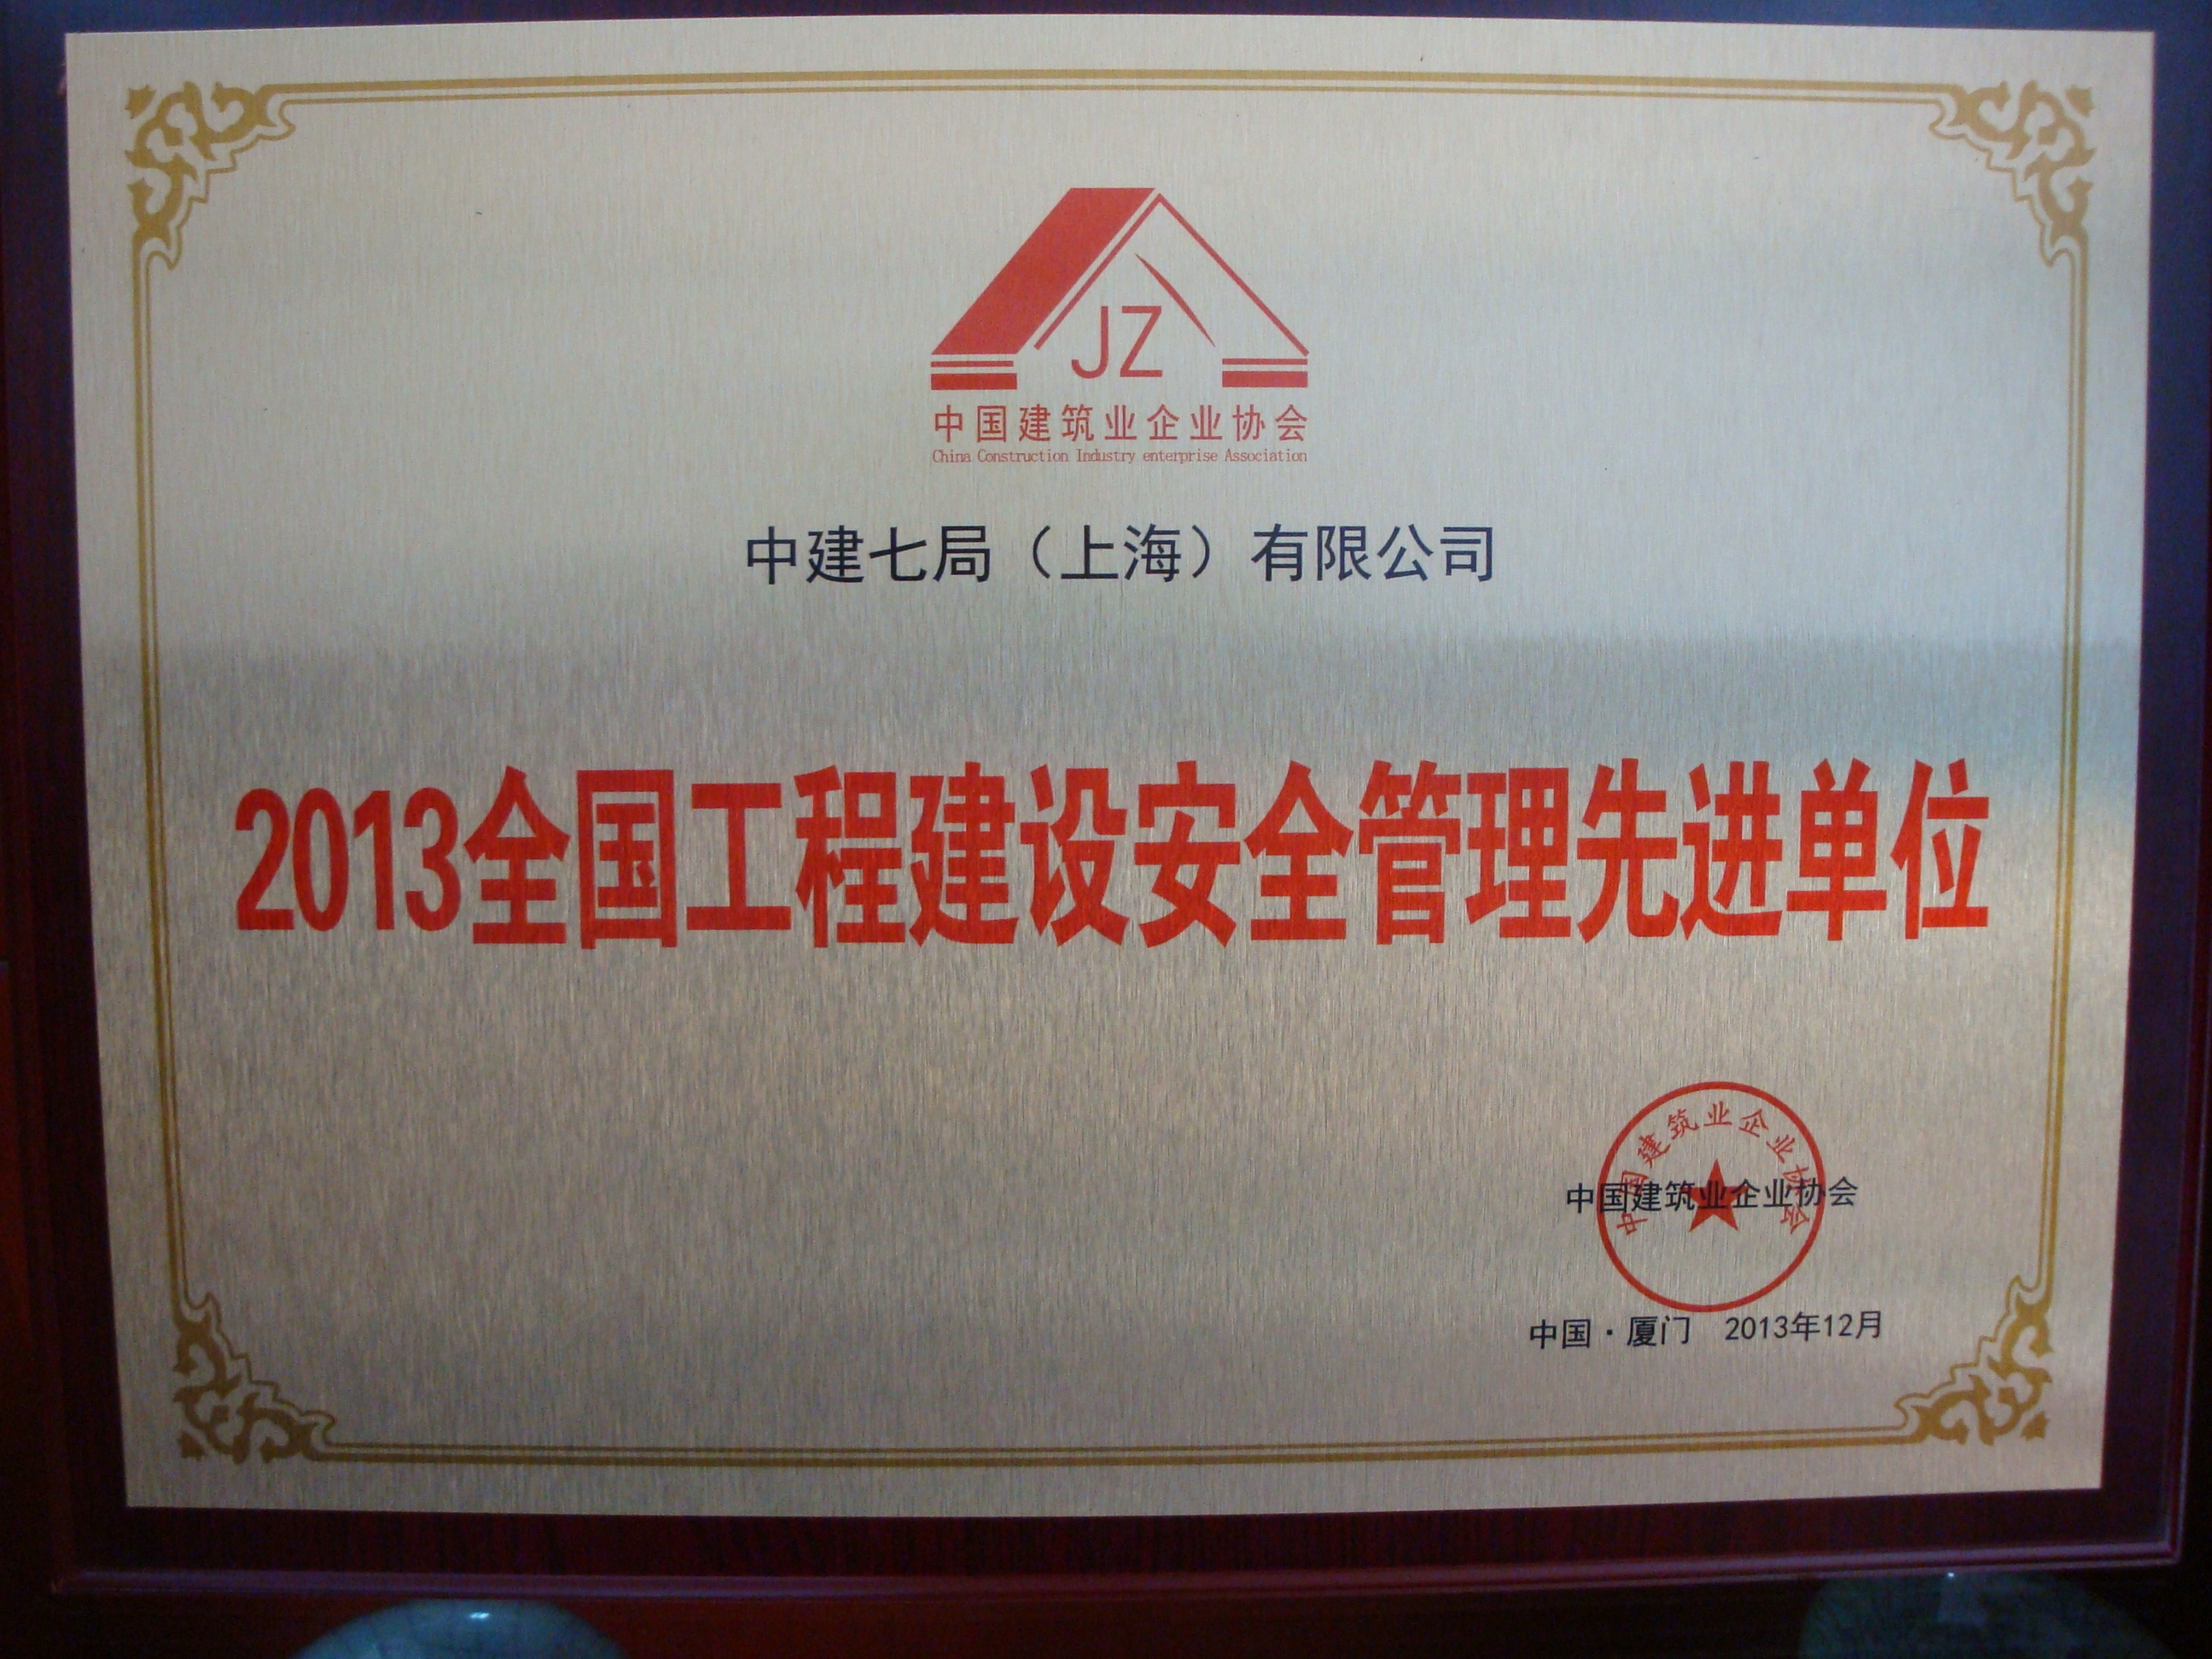 JZ
中国建筑业企业协会
China Construction Industry enterprise Association
中建七局（上海）有限公司
2013全国工程建设安全管理先进单位
中国建筑业企业协会
中国建筑业企业协会
中国·厦门 2013年12月